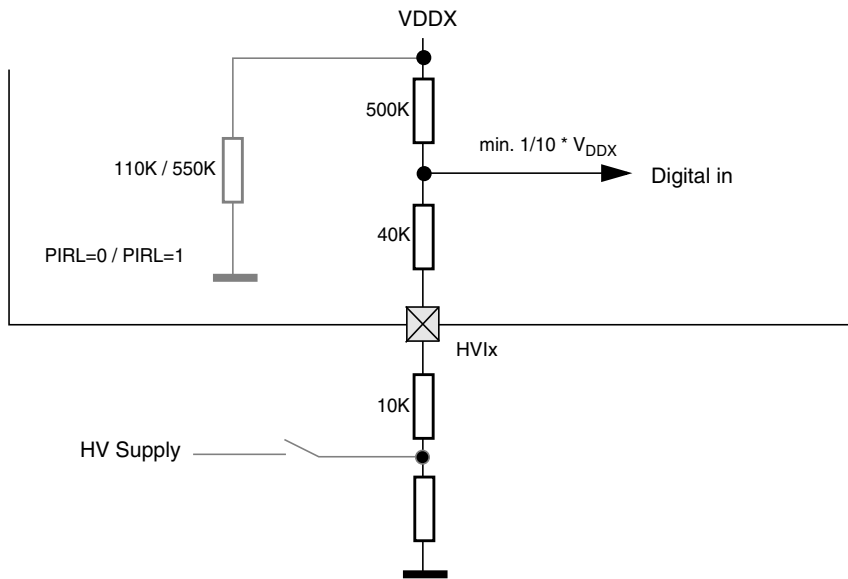 VDDX
500K
min. 1/10 * VDDX
110K / 550K
Digital in
40K
PIRL=0 / PIRL=1
HVIx
10K
HV Supply